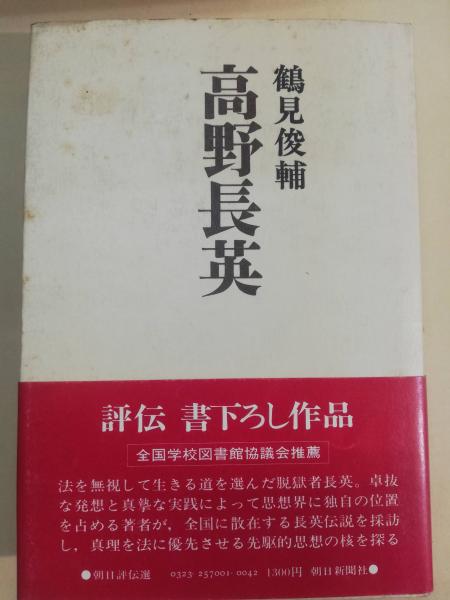 鶴見俊輔
高野長英
評伝 書下ろし作品
全国学校図書館協議会推薦
法を無視して生きる道を選んだ脱獄者長英。卓抜
な発想と真摯な実践によって思想界に独自の位置
を占める著者が，全国に散在する長英伝説を採訪
し，真理を法に優先させる先駆的思想の核を探る
●朝日評伝選 0323-257001-0042 1300円 朝日新聞社●